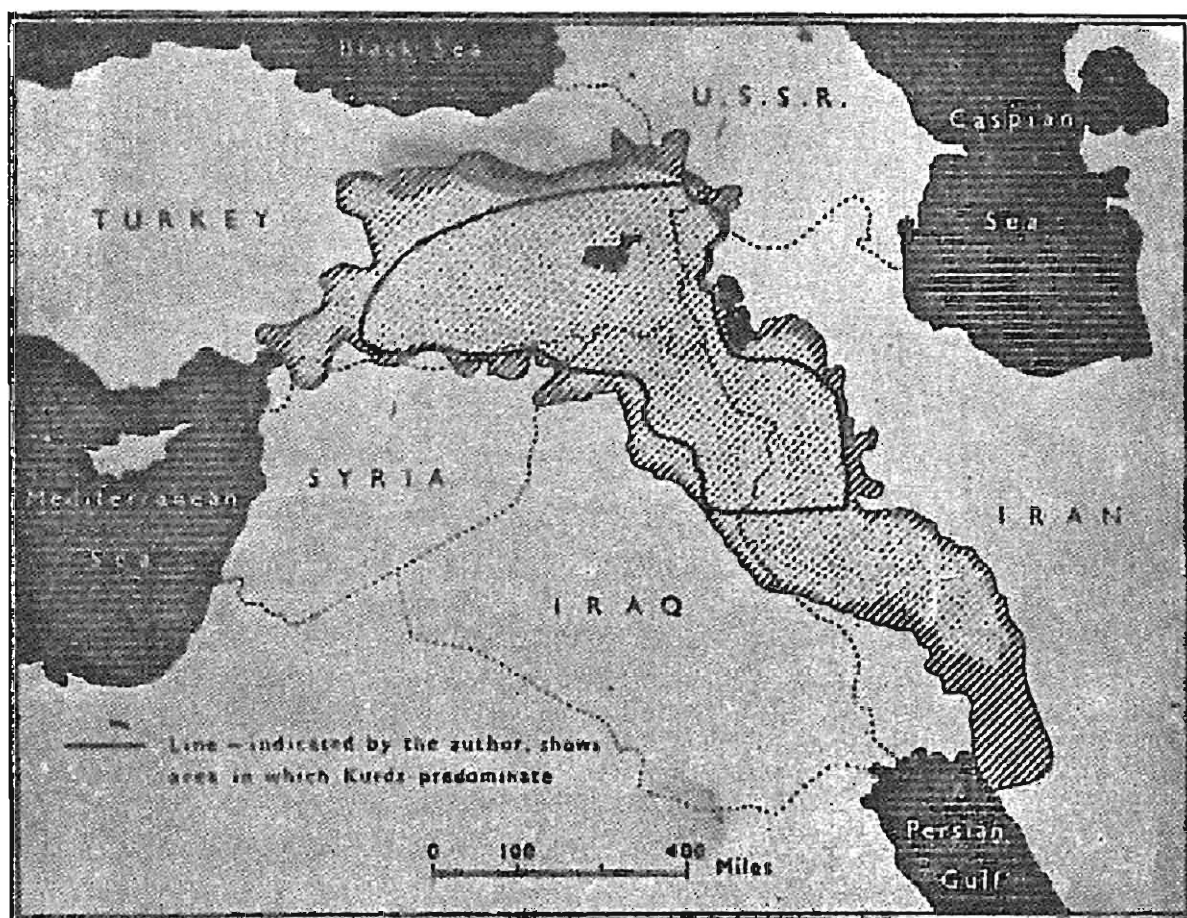 Black Sea
U.S.S.R.
Caspian
Sea
TURKEY
SYRIA
Mediterranean
Sea
IRAN
IRAQ
Line – indicated by the author, shows
area in which Kurds predominate
0 100 400
Miles
Persian
Gulf